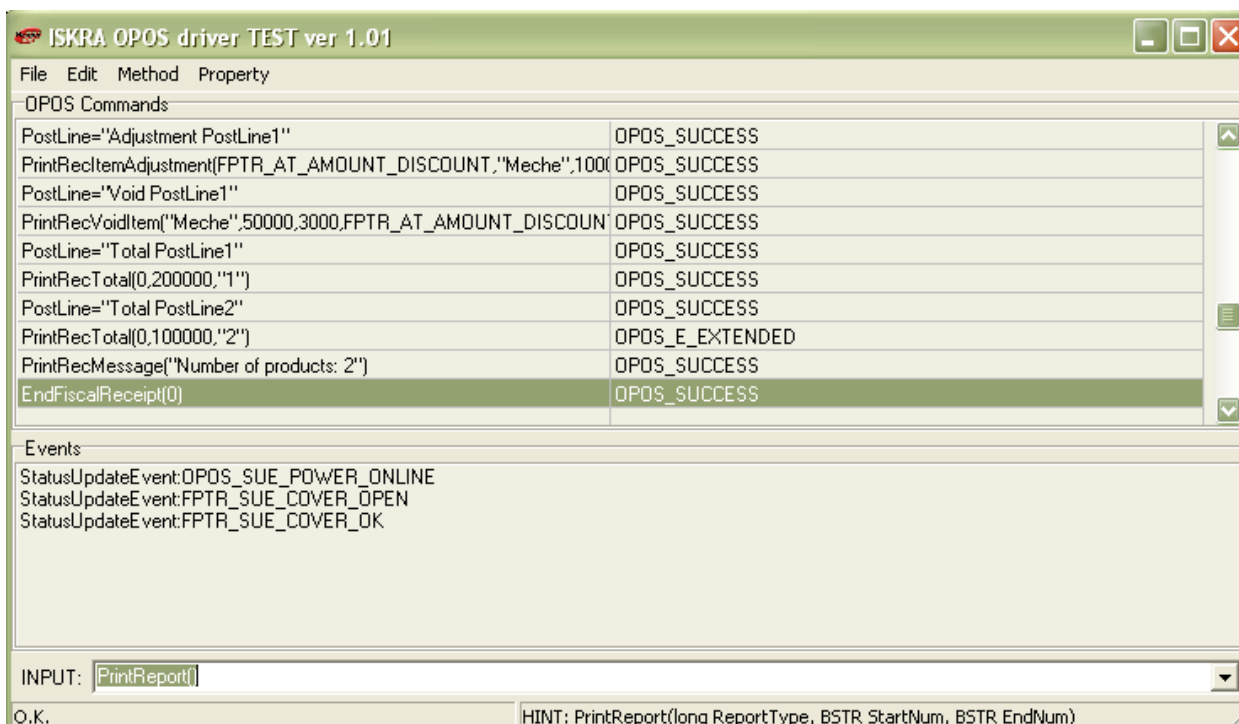 ISKRA OPOS driver TEST ver 1.01
File Edit Method Property
OPOS Commands
PostLine="Adjustment PostLine1" OPOS_SUCCESS
PrintRecItemAdjustment(FPTR_AT_AMOUNT_DISCOUNT,"Meche",100 OPOS_SUCCESS
PostLine="Void PostLine1" OPOS_SUCCESS
PrintRecVoidItem("Meche",50000,3000,FPTR_AT_AMOUNT_DISCOUN OPOS_SUCCESS
PostLine="Total PostLine1" OPOS_SUCCESS
PrintRecTotal(0,200000,"1") OPOS_SUCCESS
PostLine="Total PostLine2" OPOS_SUCCESS
PrintRecTotal(0,100000,"2") OPOS_E_EXTENDED
PrintRecMessage("Number of products: 2") OPOS_SUCCESS
EndFiscalReceipt(0) OPOS_SUCCESS
Events
StatusUpdateEvent:OPOS_SUE_POWER_ONLINE
StatusUpdateEvent:FPTR_SUE_COVER_OPEN
StatusUpdateEvent:FPTR_SUE_COVER_OK
INPUT: PrintReport()
O.K. HINT: PrintReport(long ReportType, BSTR StartNum, BSTR EndNum)